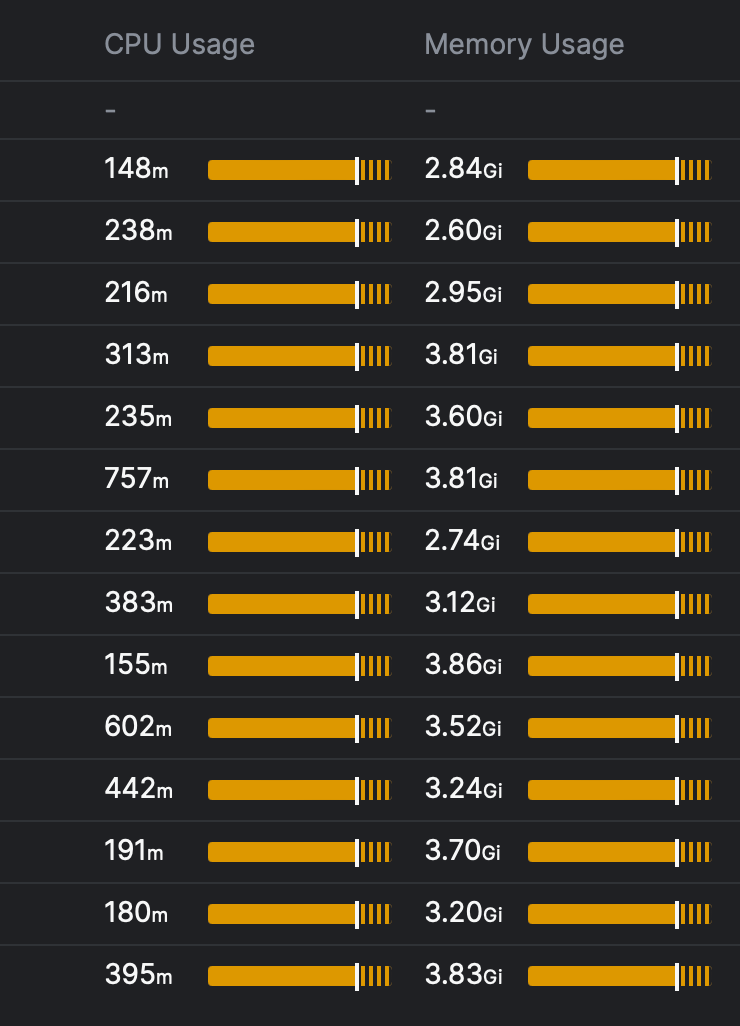 CPU Usage Memory Usage
- -
148m 2.84Gi
238m 2.60Gi
216m 2.95Gi
313m 3.81Gi
235m 3.60Gi
757m 3.81Gi
223m 2.74Gi
383m 3.12Gi
155m 3.86Gi
602m 3.52Gi
442m 3.24Gi
191m 3.70Gi
180m 3.20Gi
395m 3.83Gi